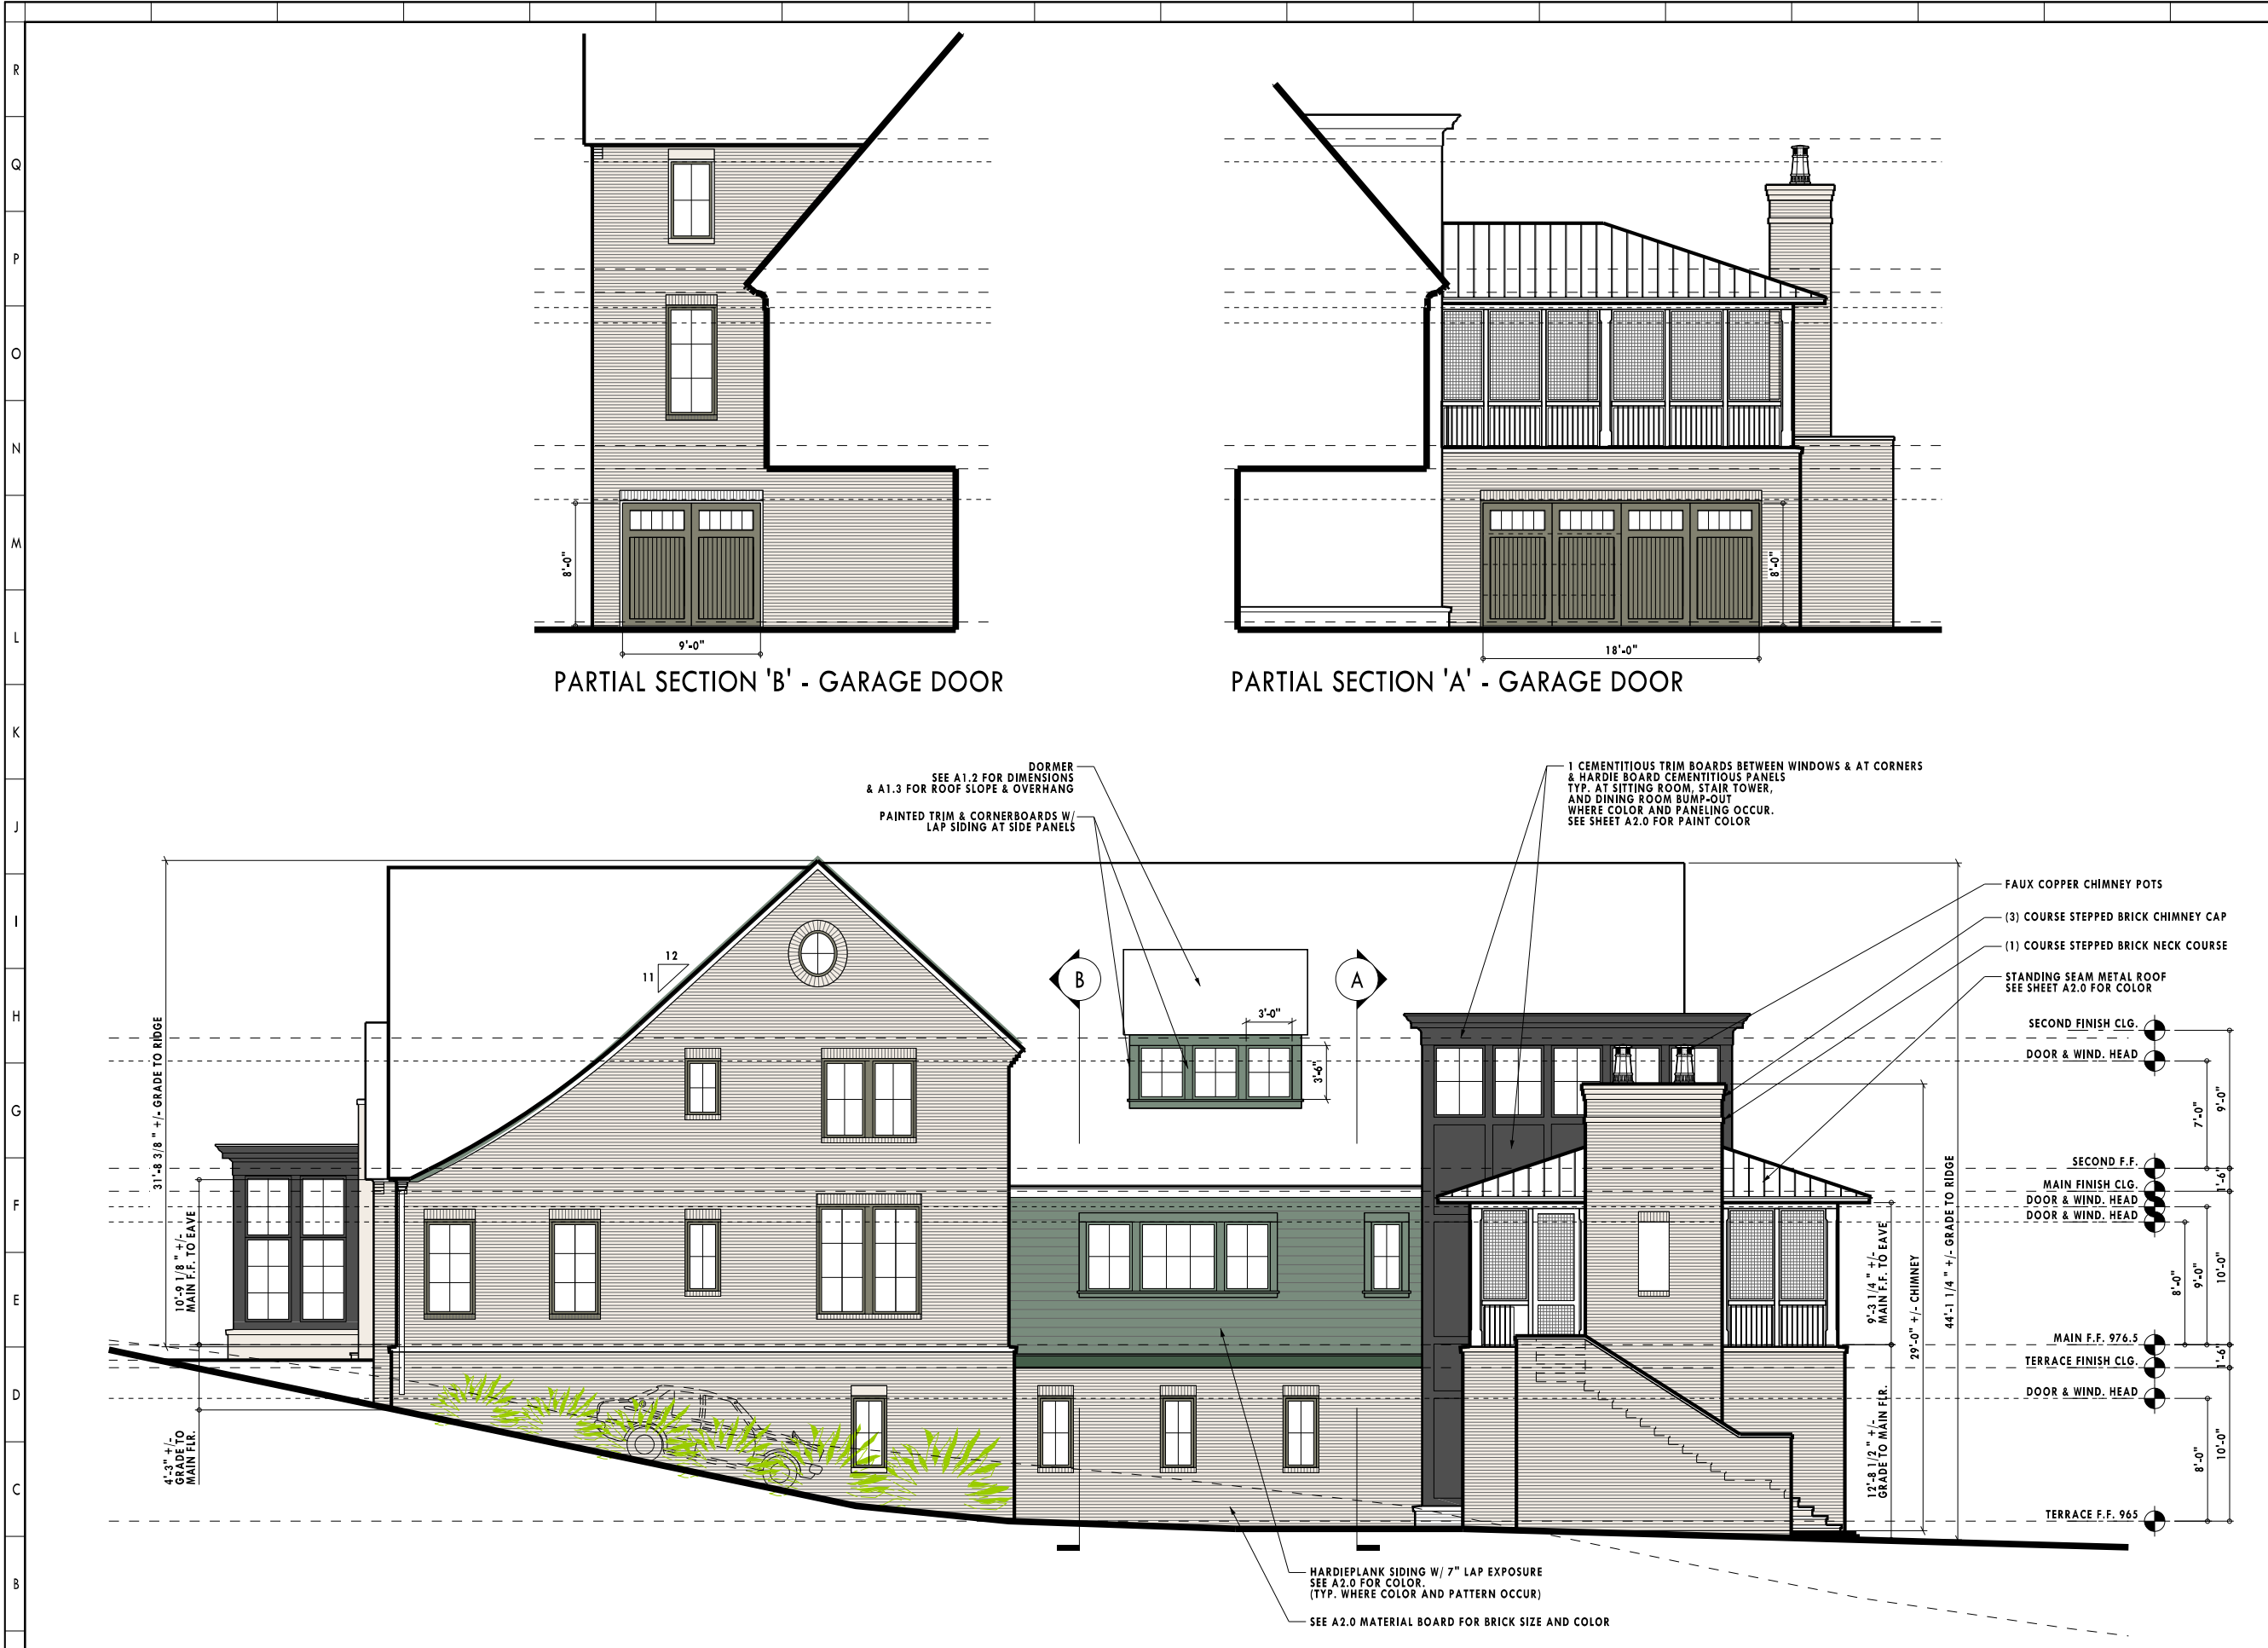 R
Q
P
O
N
M
L
K
J
I
H
G
F
E
D
C
B
8'-0"
9'-0"
PARTIAL SECTION 'B' - GARAGE DOOR
8'-0"
18'-0"
PARTIAL SECTION 'A' - GARAGE DOOR
DORMER
SEE A1.2 FOR DIMENSIONS
& A1.3 FOR ROOF SLOPE & OVERHANG
PAINTED TRIM & CORNERBOARDS W/
LAP SIDING AT SIDE PANELS
1 CEMENTITIOUS TRIM BOARDS BETWEEN WINDOWS & AT CORNERS
& HARDIE BOARD CEMENTITIOUS PANELS
TYP. AT SITTING ROOM, STAIR TOWER,
AND DINING ROOM BUMP-OUT
WHERE COLOR AND PANELING OCCUR.
SEE SHEET A2.0 FOR PAINT COLOR
FAUX COPPER CHIMNEY POTS
(3) COURSE STEPPED BRICK CHIMNEY CAP
(1) COURSE STEPPED BRICK NECK COURSE
STANDING SEAM METAL ROOF
SEE SHEET A2.0 FOR COLOR
12
11
B
A
3'-0"
3'-6"
31'-8 3/8 " +/- GRADE TO RIDGE
10'-9 1/8 " +/-
MAIN F.F. TO EAVE
4'-3" +/-
GRADE TO
MAIN FLR.
9'-3 1/4 " +/-
MAIN F.F. TO EAVE
12'-8 1/2 " +/-
GRADE TO MAIN FLR.
29'-0" +/- CHIMNEY
44'-1 1/4 " +/- GRADE TO RIDGE
SECOND FINISH CLG.
DOOR & WIND. HEAD
SECOND F.F.
MAIN FINISH CLG.
DOOR & WIND. HEAD
DOOR & WIND. HEAD
MAIN F.F. 976.5
TERRACE FINISH CLG.
DOOR & WIND. HEAD
TERRACE F.F. 965
7'-0"
9'-0"
1'-6"
8'-0"
9'-0"
10'-0"
1'-6"
8'-0"
10'-0"
HARDIEPLANK SIDING W/ 7" LAP EXPOSURE
SEE A2.0 FOR COLOR.
(TYP. WHERE COLOR AND PATTERN OCCUR)
SEE A2.0 MATERIAL BOARD FOR BRICK SIZE AND COLOR